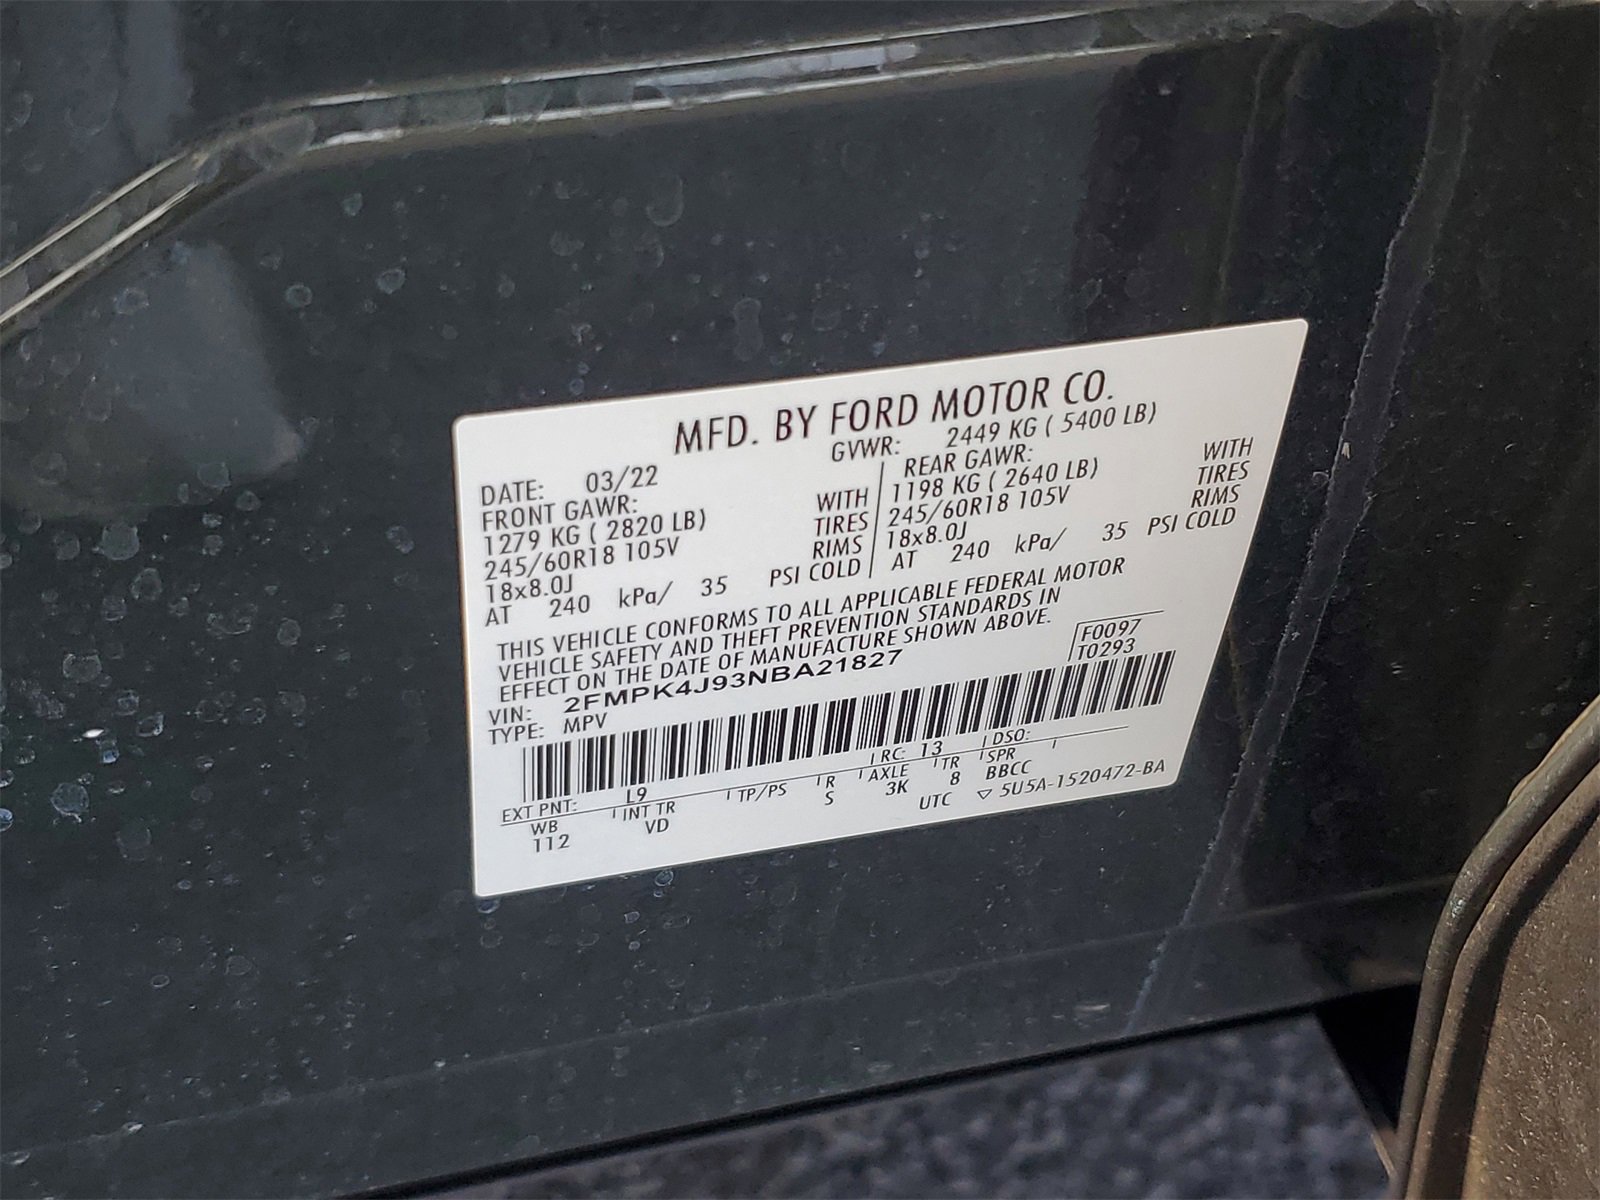 MFD. BY FORD MOTOR CO.
DATE: 03/22 GVWR: 2449 KG ( 5400 LB)
FRONT GAWR: REAR GAWR:
1279 KG ( 2820 LB) WITH 1198 KG ( 2640 LB) WITH
245/60R18 105V TIRES 245/60R18 105V TIRES
18x8.0J RIMS 18x8.0J RIMS
AT 240 kPa/ 35 PSI COLD AT 240 kPa/ 35 PSI COLD
THIS VEHICLE CONFORMS TO ALL APPLICABLE FEDERAL MOTOR
VEHICLE SAFETY AND THEFT PREVENTION STANDARDS IN
EFFECT ON THE DATE OF MANUFACTURE SHOWN ABOVE.
VIN: 2FMPK4J93NBA21827 F0097
TYPE: MPV T0293
EXT PNT: L9 RC: 13 DSO:
WB INT TR TP/PS R AXLE TR SPR
112 VD S 3K 8 BBCC
UTC ▽ 5U5A-1520472-BA